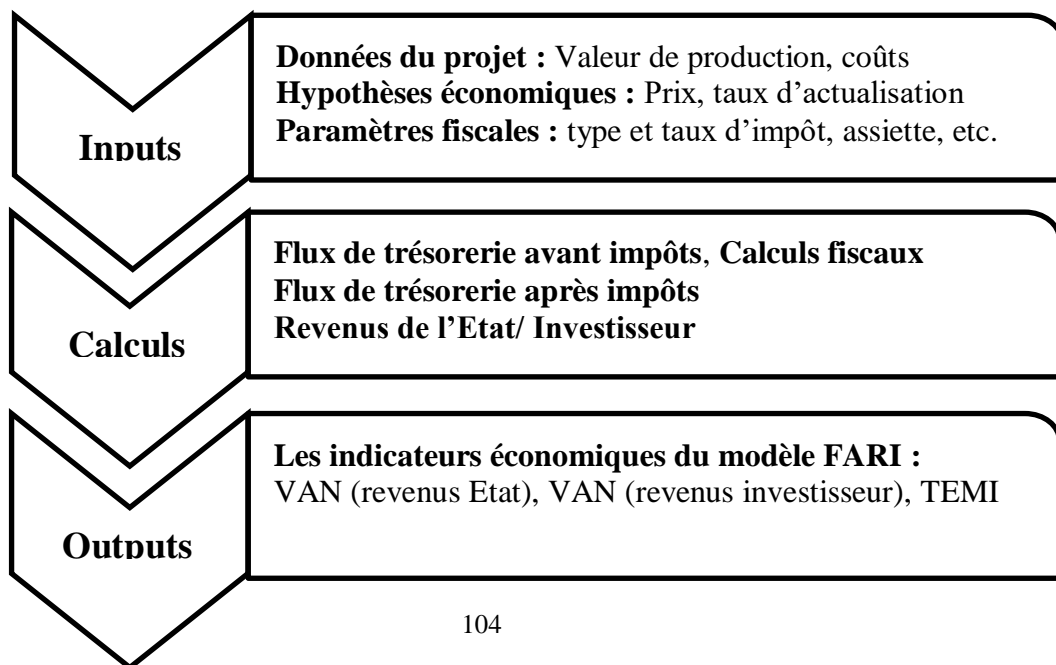 Inputs
Données du projet : Valeur de production, coûts
Hypothèses économiques : Prix, taux d'actualisation
Paramètres fiscales : type et taux d'impôt, assiette, etc.
Calculs
Flux de trésorerie avant impôts, Calculs fiscaux
Flux de trésorerie après impôts
Revenus de l'Etat/ Investisseur
Outputs
Les indicateurs économiques du modèle FARI :
VAN (revenus Etat), VAN (revenus investisseur), TEMI
104